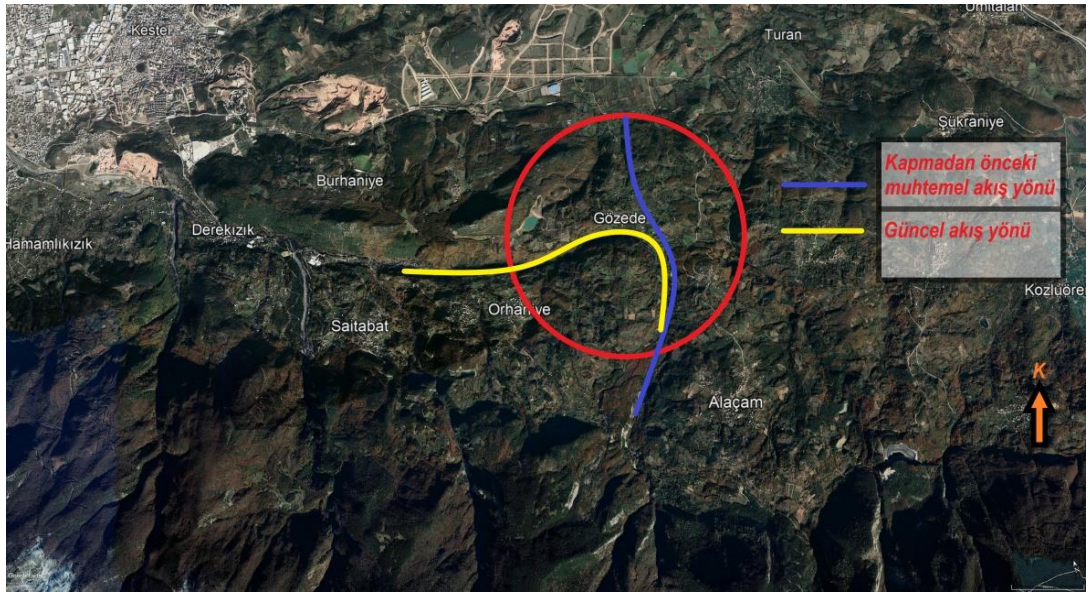 Ümitalan
Kestel
Turan
Şükraniye
Kapmadan önceki
muhtemel akış yönü
Burhaniye
Gözede
Güncel akış yönü
Derekızık
Hamamlıkızık
Kozluören
Orhaniye
Saitabat
K
Alaçam